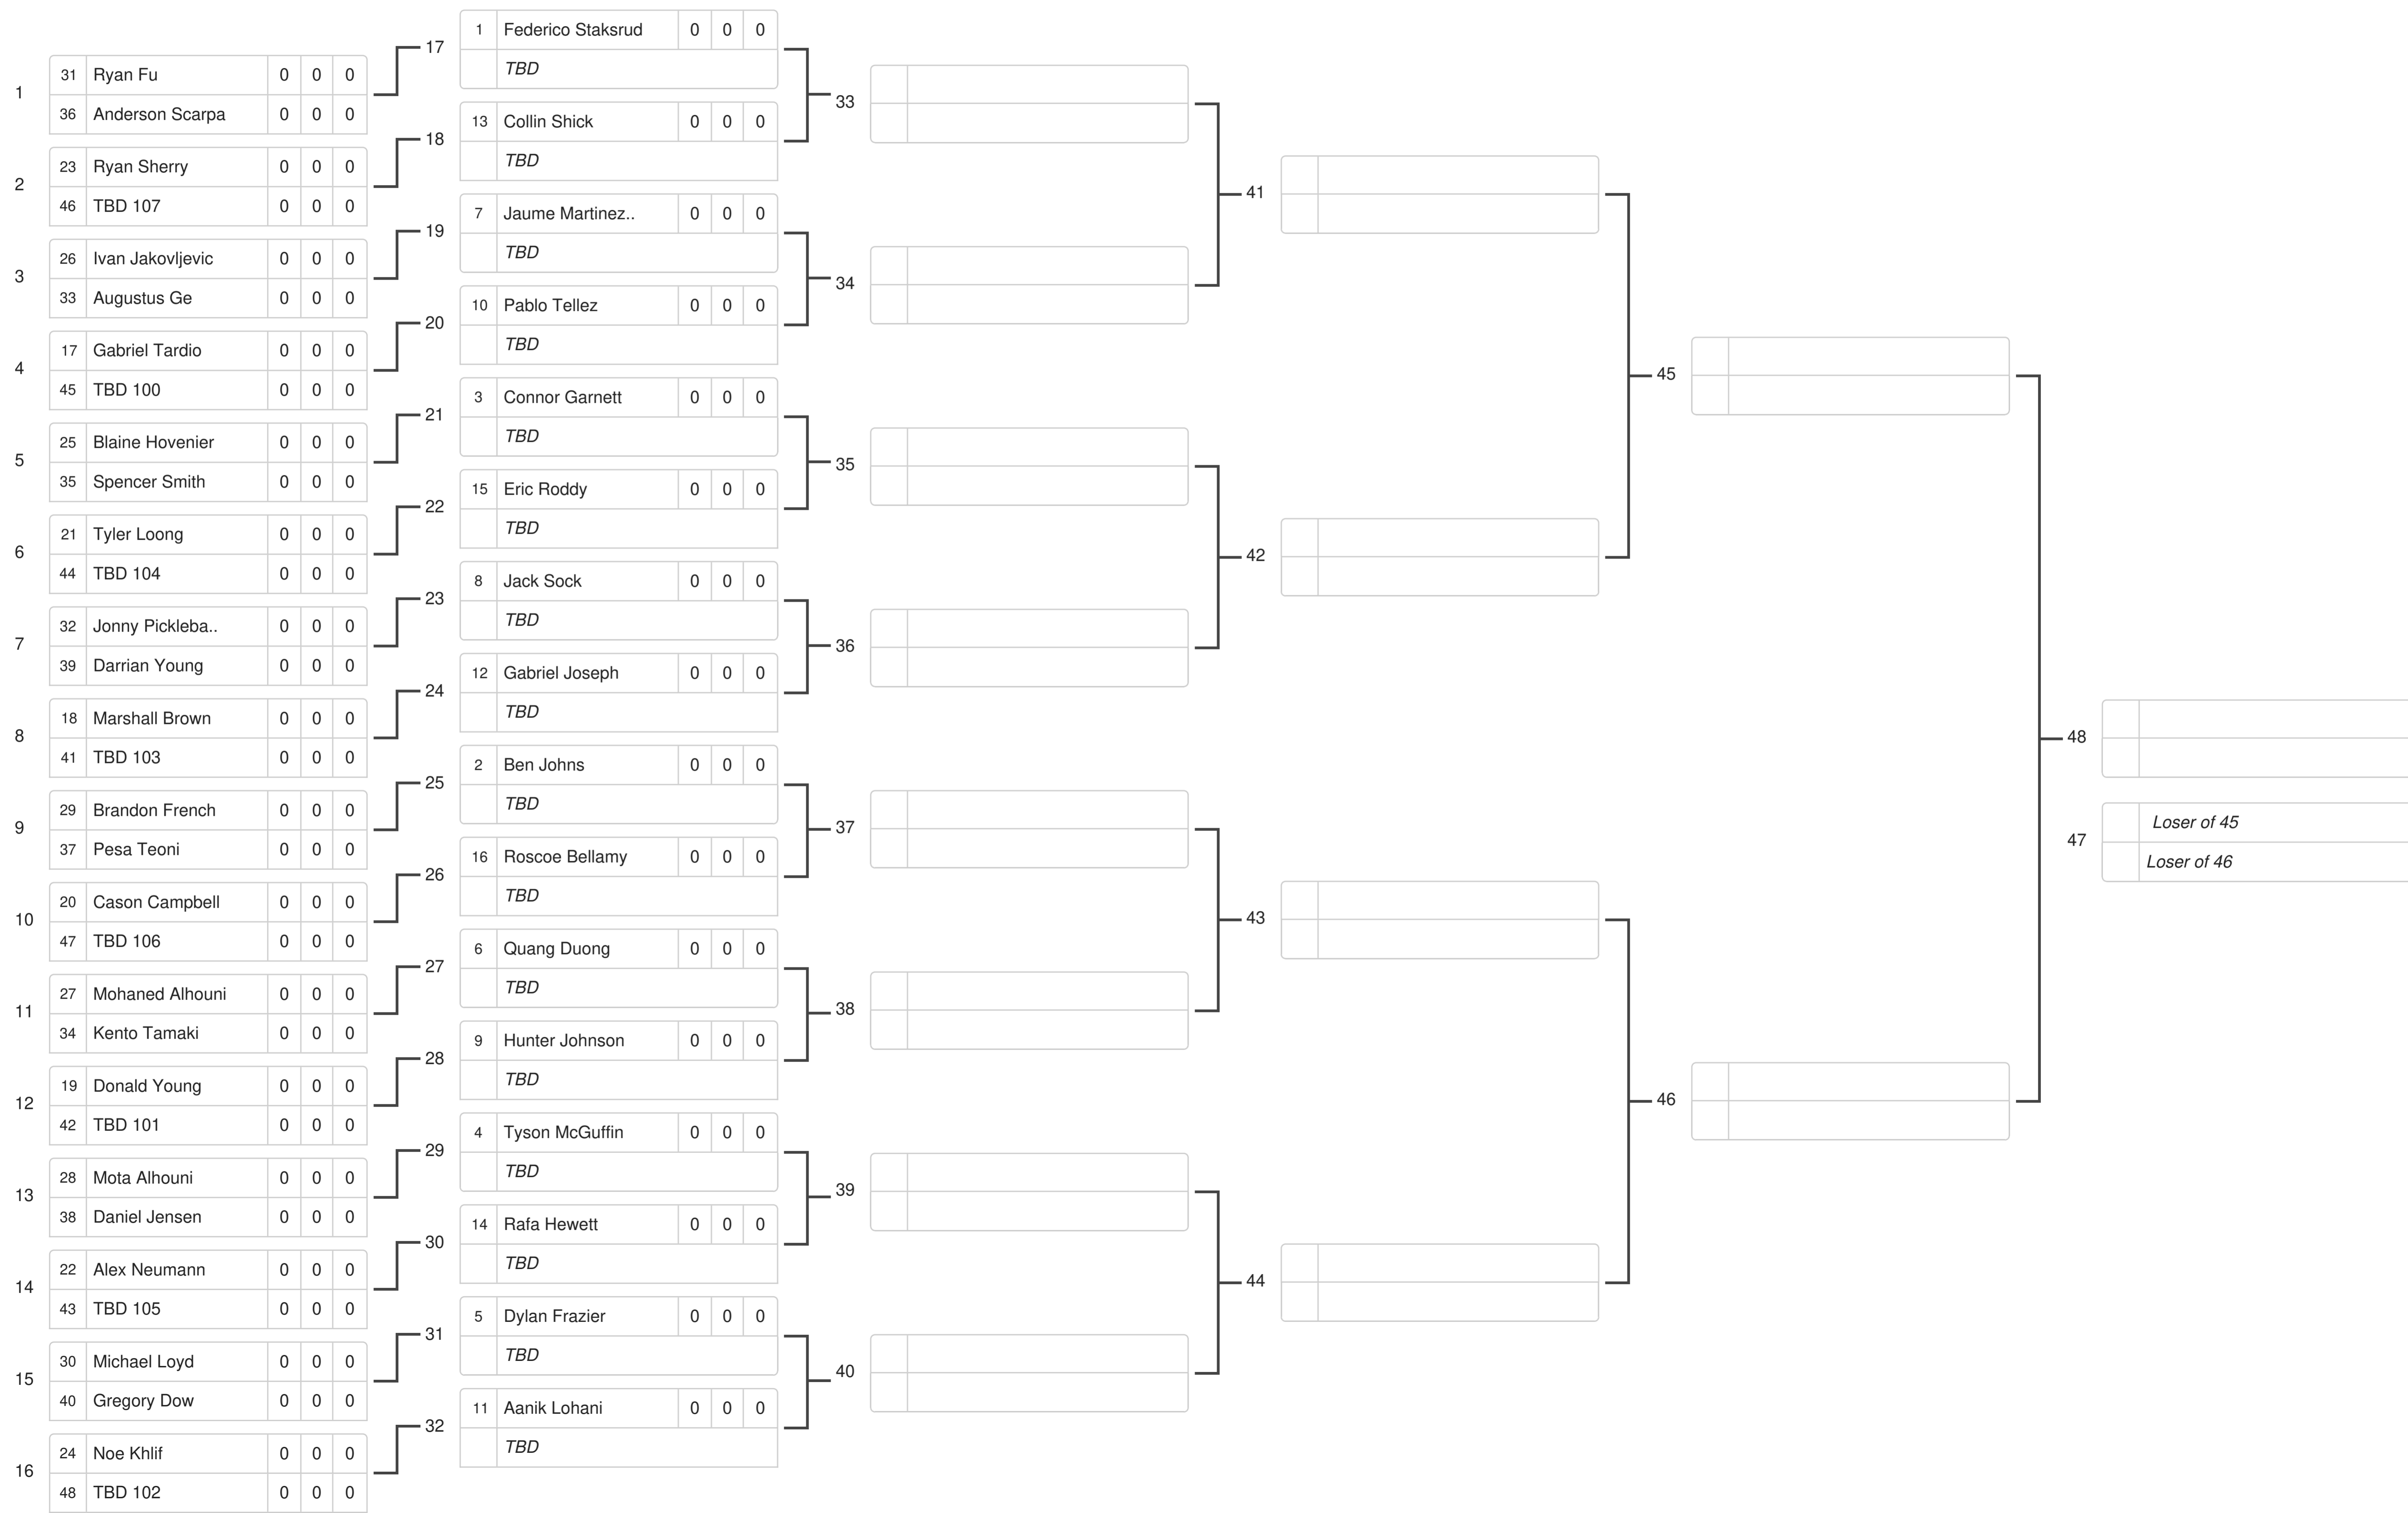 1
31 Ryan Fu 0 0 0
36 Anderson Scarpa 0 0 0
2
23 Ryan Sherry 0 0 0
46 TBD 107 0 0 0
3
26 Ivan Jakovljevic 0 0 0
33 Augustus Ge 0 0 0
4
17 Gabriel Tardio 0 0 0
45 TBD 100 0 0 0
5
25 Blaine Hovenier 0 0 0
35 Spencer Smith 0 0 0
6
21 Tyler Loong 0 0 0
44 TBD 104 0 0 0
7
32 Jonny Pickleba.. 0 0 0
39 Darrian Young 0 0 0
8
18 Marshall Brown 0 0 0
41 TBD 103 0 0 0
9
29 Brandon French 0 0 0
37 Pesa Teoni 0 0 0
10
20 Cason Campbell 0 0 0
47 TBD 106 0 0 0
11
27 Mohaned Alhouni 0 0 0
34 Kento Tamaki 0 0 0
12
19 Donald Young 0 0 0
42 TBD 101 0 0 0
13
28 Mota Alhouni 0 0 0
38 Daniel Jensen 0 0 0
14
22 Alex Neumann 0 0 0
43 TBD 105 0 0 0
15
30 Michael Loyd 0 0 0
40 Gregory Dow 0 0 0
16
24 Noe Khlif 0 0 0
48 TBD 102 0 0 0
17
1 Federico Staksrud 0 0 0
TBD
18
13 Collin Shick 0 0 0
TBD
19
7 Jaume Martinez.. 0 0 0
TBD
20
10 Pablo Tellez 0 0 0
TBD
21
3 Connor Garnett 0 0 0
TBD
22
15 Eric Roddy 0 0 0
TBD
23
8 Jack Sock 0 0 0
TBD
24
12 Gabriel Joseph 0 0 0
TBD
25
2 Ben Johns 0 0 0
TBD
26
16 Roscoe Bellamy 0 0 0
TBD
27
6 Quang Duong 0 0 0
TBD
28
9 Hunter Johnson 0 0 0
TBD
29
4 Tyson McGuffin 0 0 0
TBD
30
14 Rafa Hewett 0 0 0
TBD
31
5 Dylan Frazier 0 0 0
TBD
32
11 Aanik Lohani 0 0 0
TBD
33
34
35
36
37
38
39
40
41
42
43
44
45
46
48
47
Loser of 45
Loser of 46